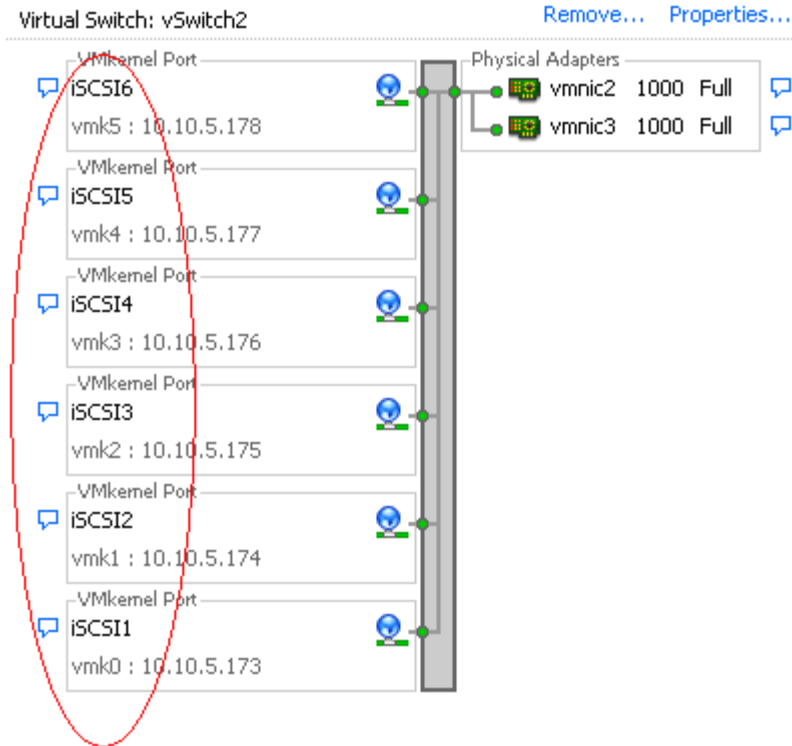 Virtual Switch: vSwitch2 Remove... Properties...
VMkernel Port
iSCSI6
vmk5 : 10.10.5.178
VMkernel Port
iSCSI5
vmk4 : 10.10.5.177
VMkernel Port
iSCSI4
vmk3 : 10.10.5.176
VMkernel Port
iSCSI3
vmk2 : 10.10.5.175
VMkernel Port
iSCSI2
vmk1 : 10.10.5.174
VMkernel Port
iSCSI1
vmk0 : 10.10.5.173
Physical Adapters
vmnic2 1000 Full
vmnic3 1000 Full